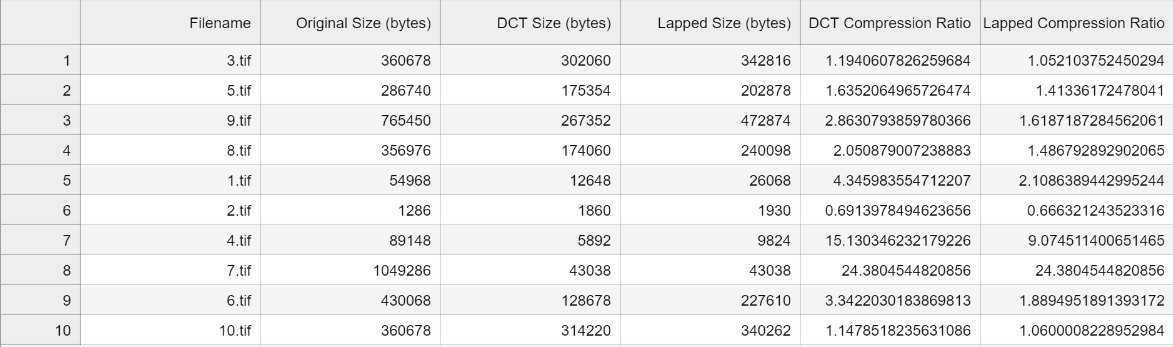 Filename Original Size (bytes) DCT Size (bytes) Lapped Size (bytes) DCT Compression Ratio Lapped Compression Ratio
1 3.tif 360678 302060 342816 1.1940607826259684 1.052103752450294
2 5.tif 286740 175354 202878 1.6352064965726474 1.41336172478041
3 9.tif 765450 267352 472874 2.8630793859780366 1.6187187284562061
4 8.tif 356976 174060 240098 2.050879007238883 1.486792892902065
5 1.tif 54968 12648 26068 4.345983554712207 2.1086389442995244
6 2.tif 1286 1860 1930 0.6913978494623656 0.666321243523316
7 4.tif 89148 5892 9824 15.130346232179226 9.074511400651465
8 7.tif 1049286 43038 43038 24.3804544820856 24.3804544820856
9 6.tif 430068 128678 227610 3.3422030183869813 1.8894951891393172
10 10.tif 360678 314220 340262 1.1478518235631086 1.0600008228952984